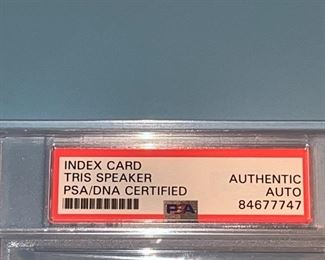 INDEX CARD
TRIS SPEAKER
PSA/DNA CERTIFIED
AUTHENTIC
AUTO
84677747
PSA